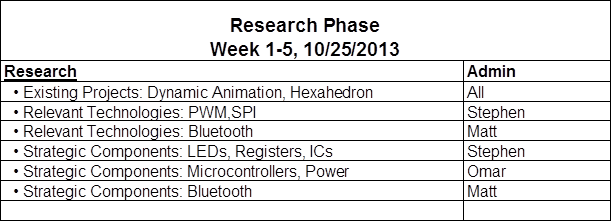 Research Phase
Week 1-5, 10/25/2013
Research Admin
• Existing Projects: Dynamic Animation, Hexahedron All
• Relevant Technologies: PWM,SPI Stephen
• Relevant Technologies: Bluetooth Matt
• Strategic Components: LEDs, Registers, ICs Stephen
• Strategic Components: Microcontrollers, Power Omar
• Strategic Components: Bluetooth Matt